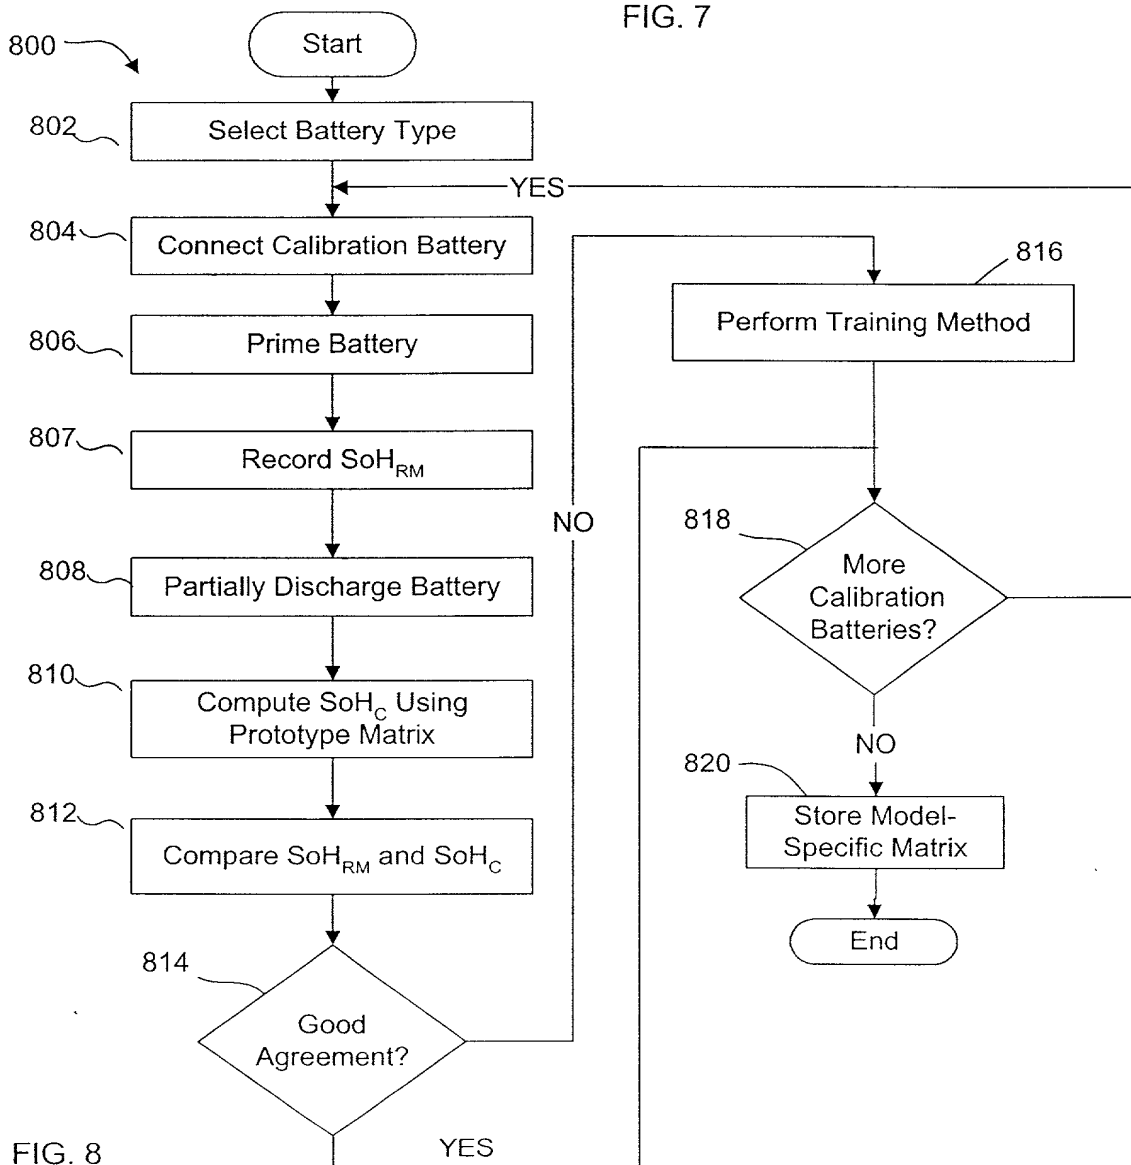 FIG. 7
800
Start
802
Select Battery Type
YES
804
Connect Calibration Battery
806
Prime Battery
807
Record SoH_RM
808
Partially Discharge Battery
810
Compute SoH_C Using
Prototype Matrix
812
Compare SoH_RM and SoH_C
814
Good
Agreement?
NO
YES
816
Perform Training Method
818
More
Calibration
Batteries?
NO
820
Store Model-
Specific Matrix
End
FIG. 8